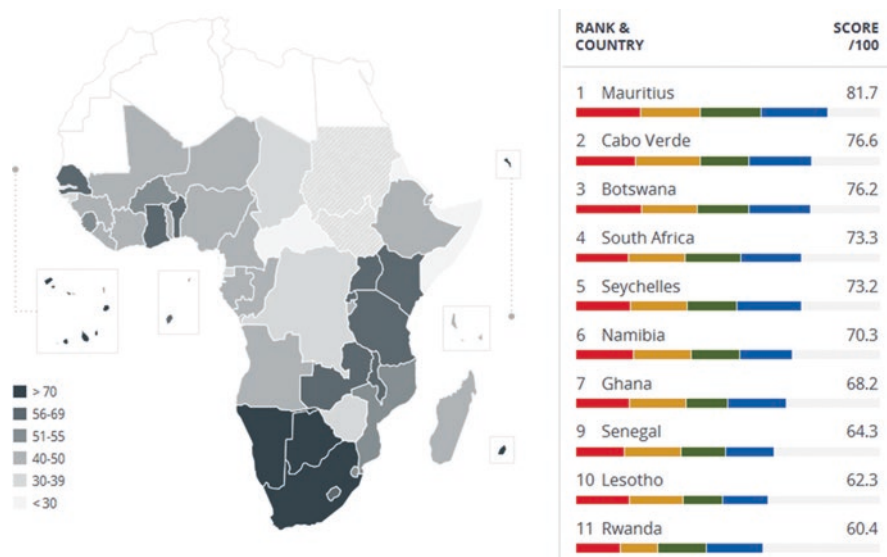 RANK &
COUNTRY
SCORE
/100
1 Mauritius 81.7
2 Cabo Verde 76.6
3 Botswana 76.2
4 South Africa 73.3
5 Seychelles 73.2
6 Namibia 70.3
7 Ghana 68.2
9 Senegal 64.3
10 Lesotho 62.3
11 Rwanda 60.4
> 70
56-69
51-55
40-50
30-39
< 30